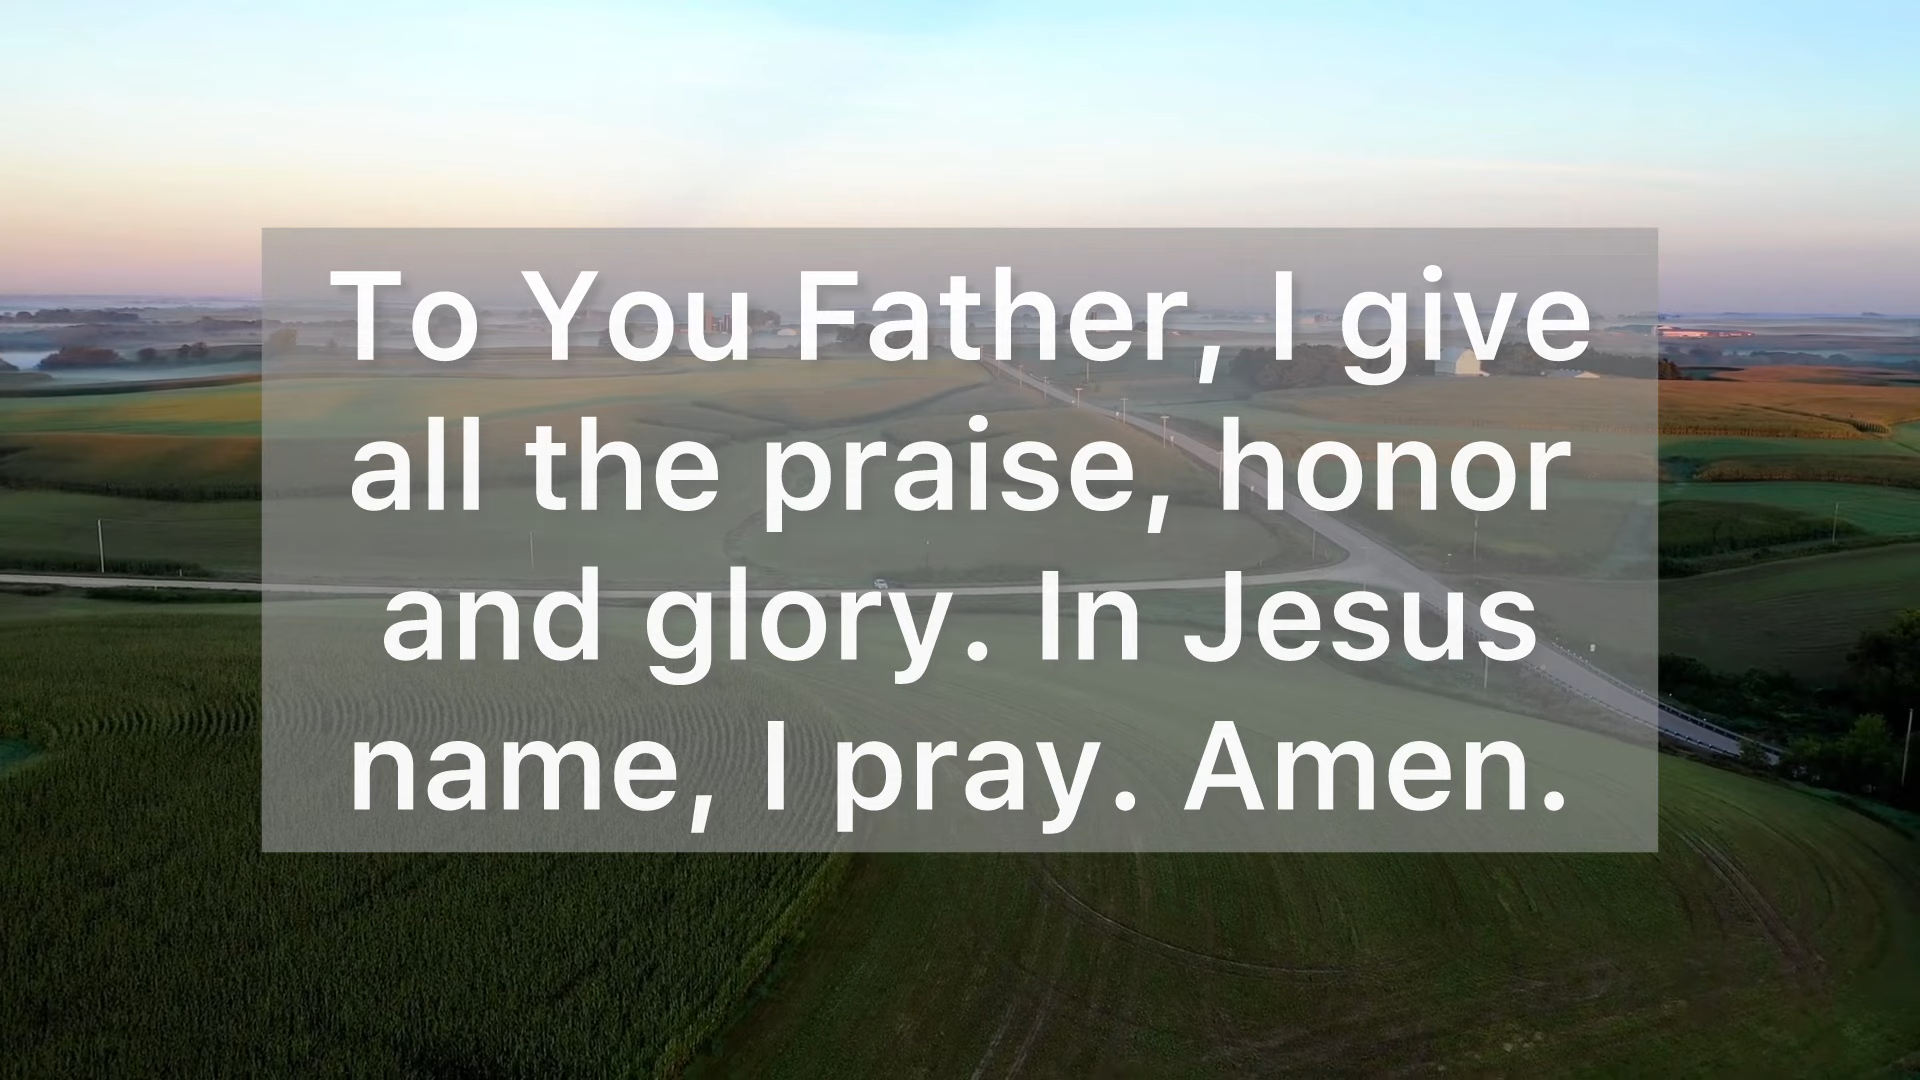 To You Father, I give
all the praise, honor
and glory. In Jesus
name, I pray. Amen.